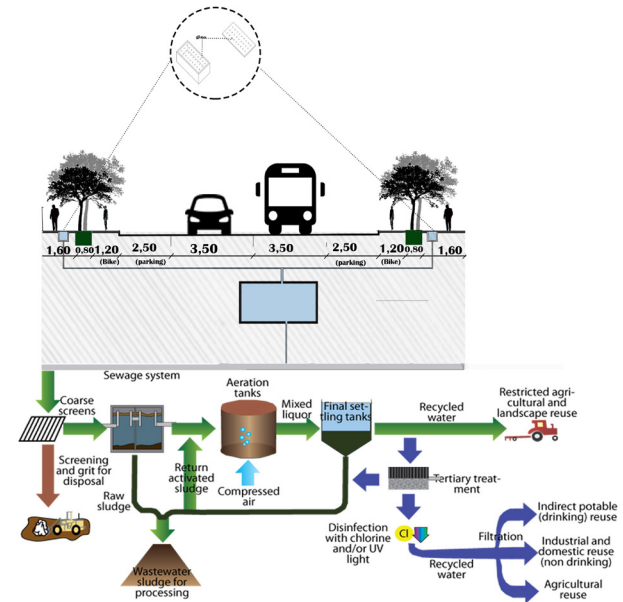 glass
1,60 0,80 1,20 2,50 3,50 3,50 2,50 1,20 0,80 1,60
(Bike) (parking) (parking) (Bike)
Sewage system
Coarse
screens
Aeration
tanks
Mixed
liquor
Final set-
tling tanks
Recycled
water
Restricted agri-
cultural and
landscape reuse
Screening
and grit for
disposal
Raw
sludge
Return
activated
sludge
Compressed
air
Tertiary treat-
ment
Wastewater
sludge for
processing
Disinfection
with chlorine
and/or UV
light
Cl
Filtration
Recycled
water
Indirect potable
(drinking) reuse
Industrial and
domestic reuse
(non drinking)
Agricultural
reuse